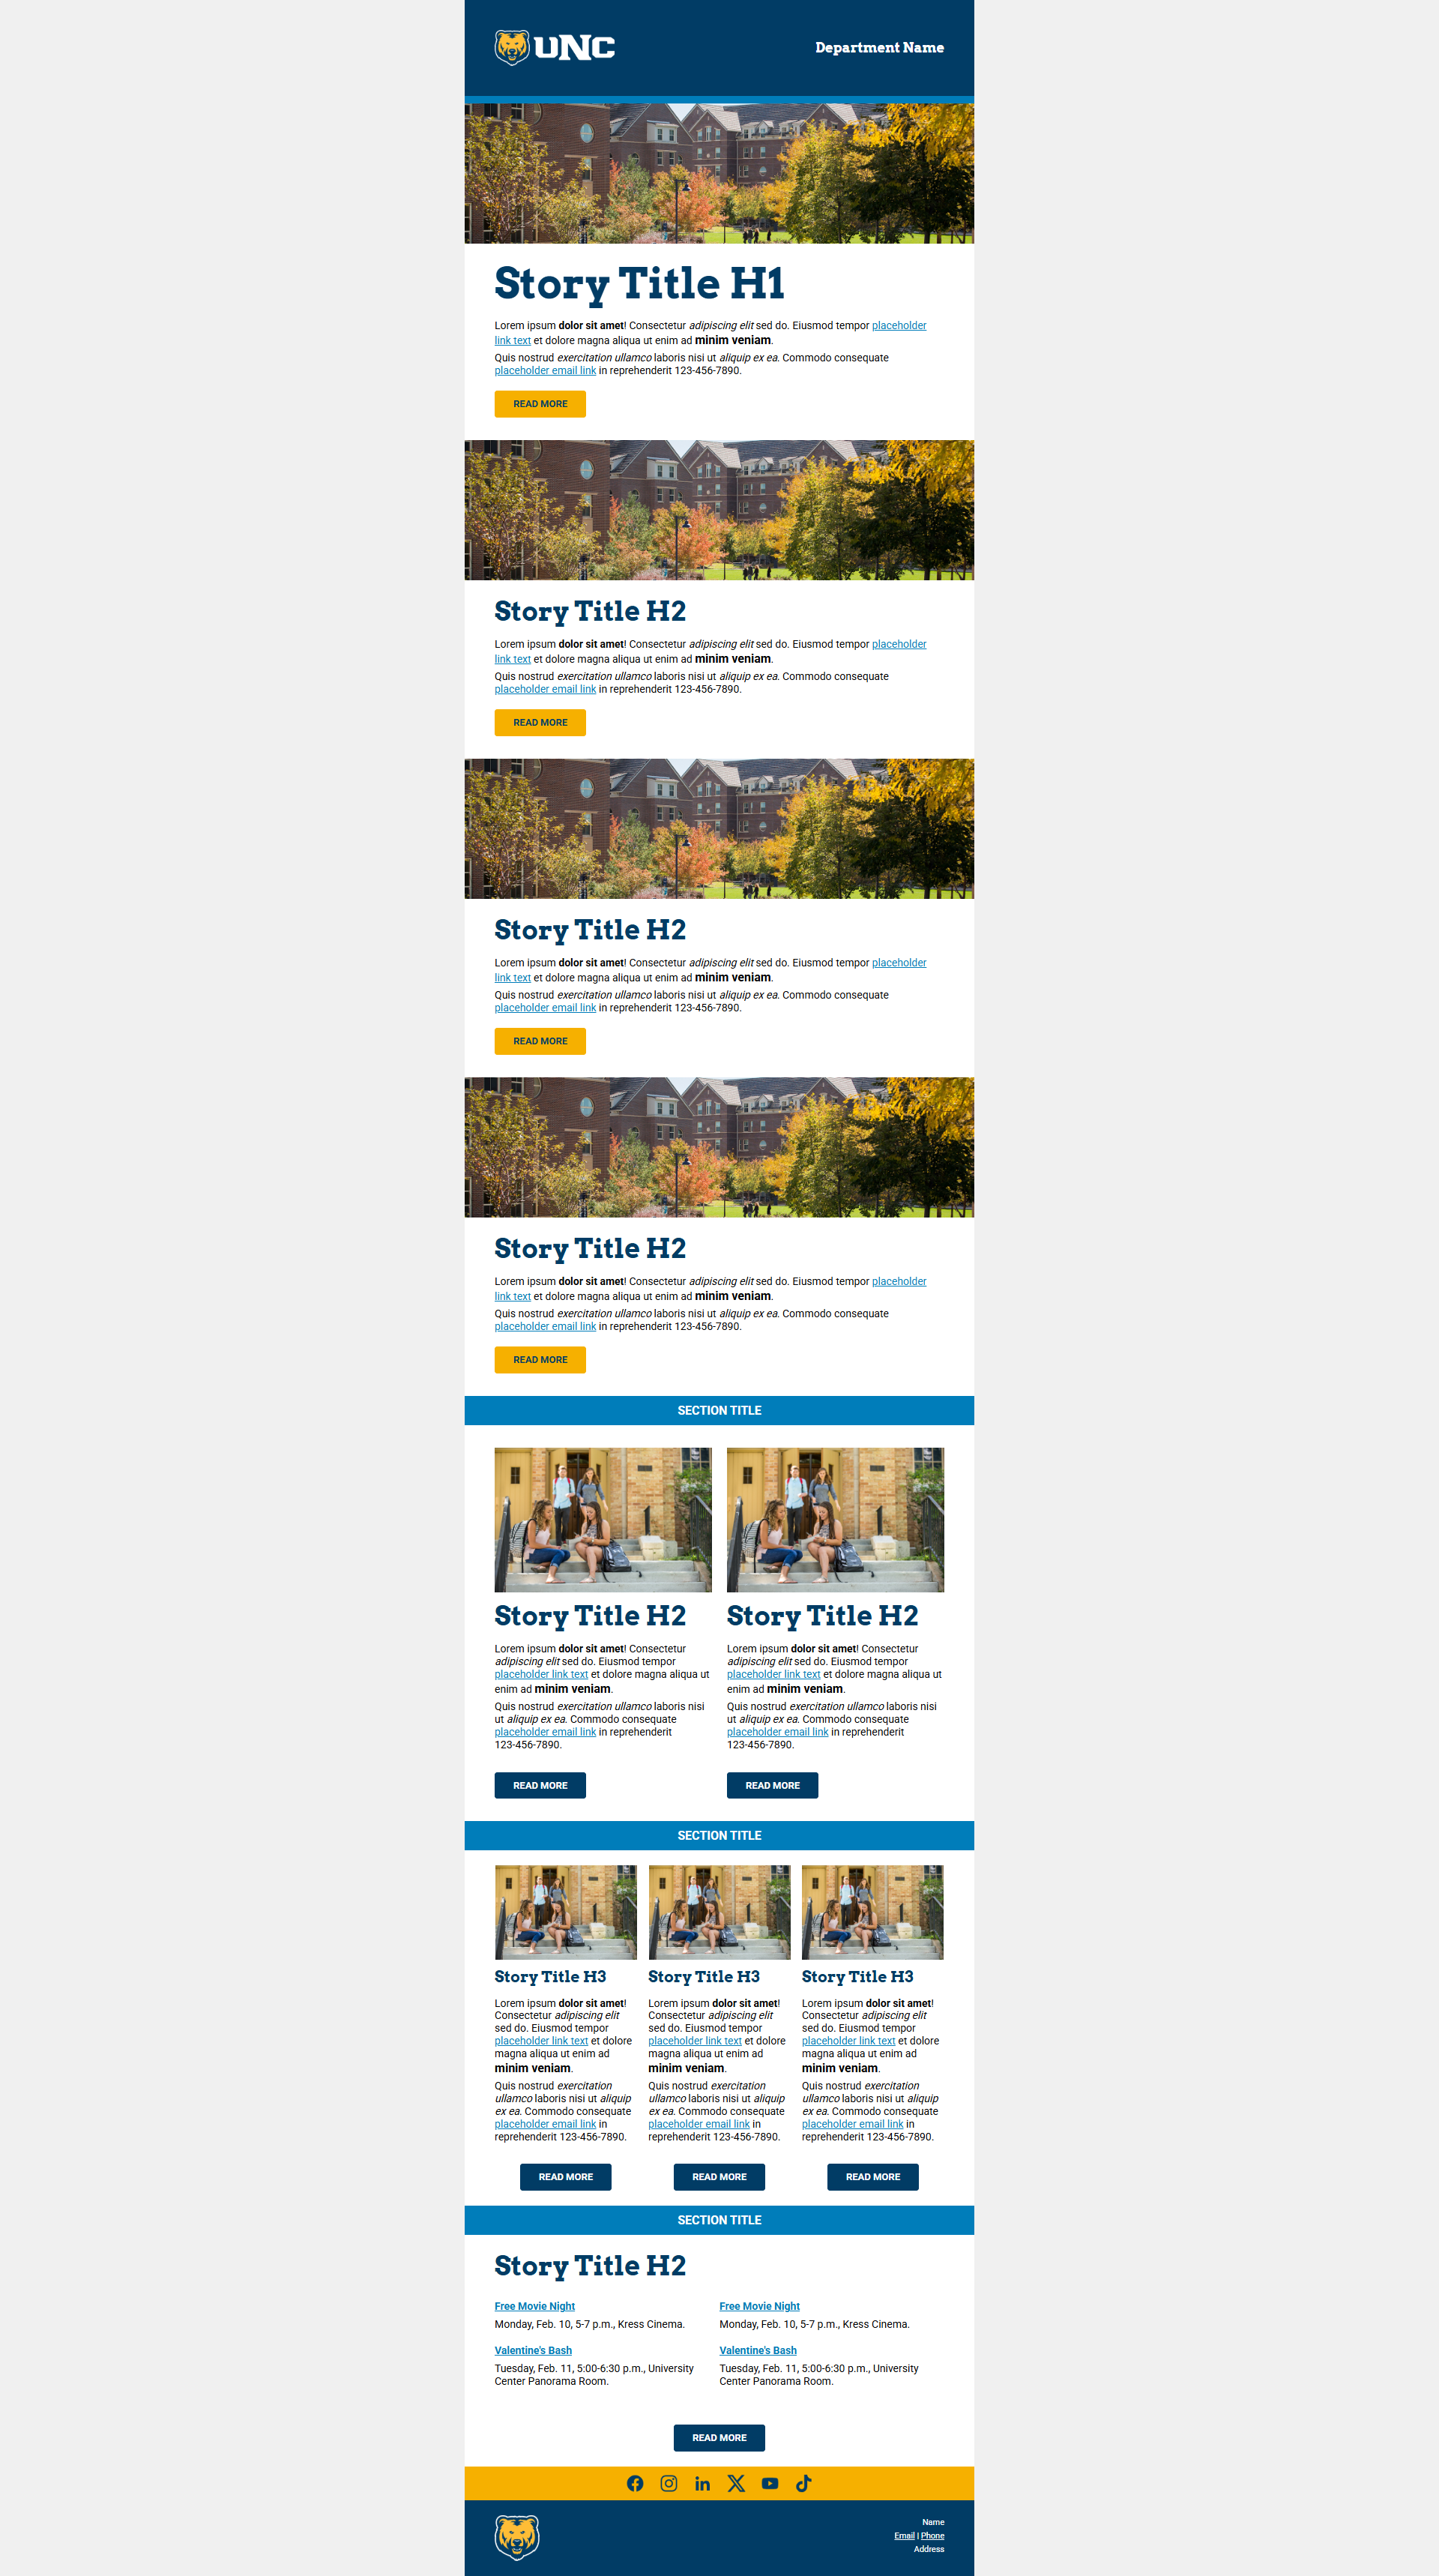 UNC
Department Name
Story Title H1
Lorem ipsum dolor sit amet! Consectetur adipiscing elit sed do. Eiusmod tempor placeholder
link text et dolore magna aliqua ut enim ad minim veniam.
Quis nostrud exercitation ullamco laboris nisi ut aliquip ex ea. Commodo consequate
placeholder email link in reprehenderit 123-456-7890.
READ MORE
Story Title H2
Lorem ipsum dolor sit amet! Consectetur adipiscing elit sed do. Eiusmod tempor placeholder
link text et dolore magna aliqua ut enim ad minim veniam.
Quis nostrud exercitation ullamco laboris nisi ut aliquip ex ea. Commodo consequate
placeholder email link in reprehenderit 123-456-7890.
READ MORE
Story Title H2
Lorem ipsum dolor sit amet! Consectetur adipiscing elit sed do. Eiusmod tempor placeholder
link text et dolore magna aliqua ut enim ad minim veniam.
Quis nostrud exercitation ullamco laboris nisi ut aliquip ex ea. Commodo consequate
placeholder email link in reprehenderit 123-456-7890.
READ MORE
Story Title H2
Lorem ipsum dolor sit amet! Consectetur adipiscing elit sed do. Eiusmod tempor placeholder
link text et dolore magna aliqua ut enim ad minim veniam.
Quis nostrud exercitation ullamco laboris nisi ut aliquip ex ea. Commodo consequate
placeholder email link in reprehenderit 123-456-7890.
READ MORE
SECTION TITLE
Story Title H2
Lorem ipsum dolor sit amet! Consectetur
adipiscing elit sed do. Eiusmod tempor
placeholder link text et dolore magna aliqua ut
enim ad minim veniam.
Quis nostrud exercitation ullamco laboris nisi
ut aliquip ex ea. Commodo consequate
placeholder email link in reprehenderit
123-456-7890.
READ MORE
Story Title H2
Lorem ipsum dolor sit amet! Consectetur
adipiscing elit sed do. Eiusmod tempor
placeholder link text et dolore magna aliqua ut
enim ad minim veniam.
Quis nostrud exercitation ullamco laboris nisi
ut aliquip ex ea. Commodo consequate
placeholder email link in reprehenderit
123-456-7890.
READ MORE
SECTION TITLE
Story Title H3
Lorem ipsum dolor sit amet!
Consectetur adipiscing elit
sed do. Eiusmod tempor
placeholder link text et dolore
magna aliqua ut enim ad
minim veniam.
Quis nostrud exercitation
ullamco laboris nisi ut aliquip
ex ea. Commodo consequate
placeholder email link in
reprehenderit 123-456-7890.
READ MORE
Story Title H3
Lorem ipsum dolor sit amet!
Consectetur adipiscing elit
sed do. Eiusmod tempor
placeholder link text et dolore
magna aliqua ut enim ad
minim veniam.
Quis nostrud exercitation
ullamco laboris nisi ut aliquip
ex ea. Commodo consequate
placeholder email link in
reprehenderit 123-456-7890.
READ MORE
Story Title H3
Lorem ipsum dolor sit amet!
Consectetur adipiscing elit
sed do. Eiusmod tempor
placeholder link text et dolore
magna aliqua ut enim ad
minim veniam.
Quis nostrud exercitation
ullamco laboris nisi ut aliquip
ex ea. Commodo consequate
placeholder email link in
reprehenderit 123-456-7890.
READ MORE
SECTION TITLE
Story Title H2
Free Movie Night
Monday, Feb. 10, 5-7 p.m., Kress Cinema.
Valentine's Bash
Tuesday, Feb. 11, 5:00-6:30 p.m., University
Center Panorama Room.
Free Movie Night
Monday, Feb. 10, 5-7 p.m., Kress Cinema.
Valentine's Bash
Tuesday, Feb. 11, 5:00-6:30 p.m., University
Center Panorama Room.
READ MORE
Name
Email | Phone
Address